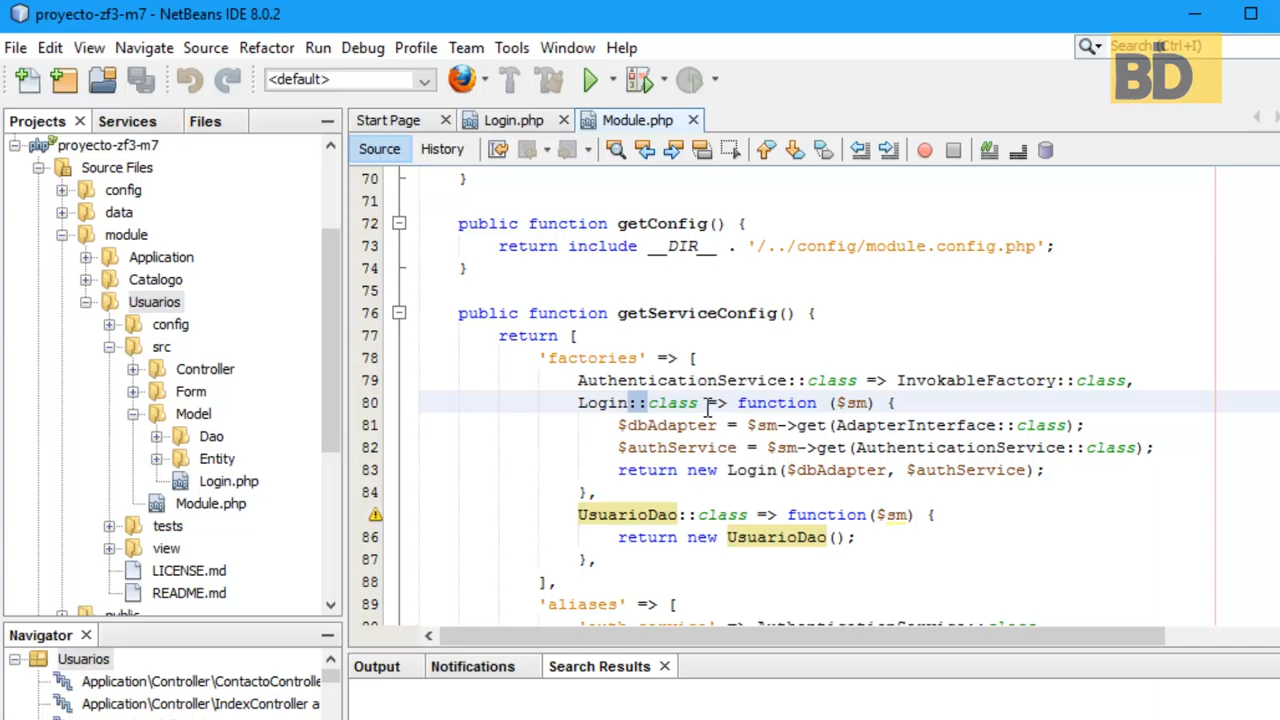 proyecto-zf3-m7 - NetBeans IDE 8.0.2
File Edit View Navigate Source Refactor Run Debug Profile Team Tools Window Help
Search (Ctrl+I)
BD
<default>
Projects Services Files
Start Page Login.php Module.php
Source History
proyecto-zf3-m7
Source Files
config
data
module
Application
Catalogo
Usuarios
config
src
Controller
Form
Model
Dao
Entity
Login.php
Module.php
tests
view
LICENSE.md
README.md
public
70 }
71
72 public function getConfig() {
73 return include __DIR__ . '/../config/module.config.php';
74 }
75
76 public function getServiceConfig() {
77 return [
78 'factories' => [
79 AuthenticationService::class => InvokableFactory::class,
80 Login::class => function ($sm) {
81 $dbAdapter = $sm->get(AdapterInterface::class);
82 $authService = $sm->get(AuthenticationService::class);
83 return new Login($dbAdapter, $authService);
84 },
UsuarioDao::class => function($sm) {
86 return new UsuarioDao();
87 },
88 ],
89 'aliases' => [
Navigator
Usuarios
Application\Controller\ContactoControlle
Application\Controller\IndexController a
Output Notifications Search Results